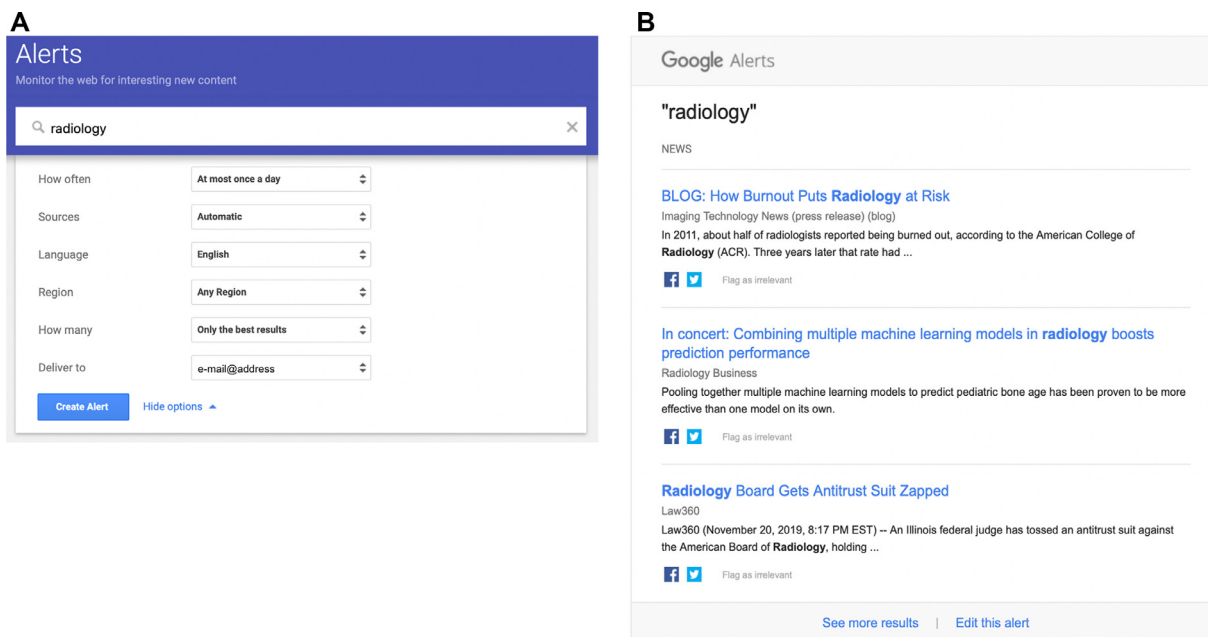 A
Alerts
Monitor the web for interesting new content
radiology
How often At most once a day
Sources Automatic
Language English
Region Any Region
How many Only the best results
Deliver to e-mail@address
Create Alert Hide options
B
Google Alerts
"radiology"
NEWS
BLOG: How Burnout Puts Radiology at Risk
Imaging Technology News (press release) (blog)
In 2011, about half of radiologists reported being burned out, according to the American College of
Radiology (ACR). Three years later that rate had ...
Flag as irrelevant
In concert: Combining multiple machine learning models in radiology boosts
prediction performance
Radiology Business
Pooling together multiple machine learning models to predict pediatric bone age has been proven to be more
effective than one model on its own.
Flag as irrelevant
Radiology Board Gets Antitrust Suit Zapped
Law360
Law360 (November 20, 2019, 8:17 PM EST) -- An Illinois federal judge has tossed an antitrust suit against
the American Board of Radiology, holding ...
Flag as irrelevant
See more results | Edit this alert